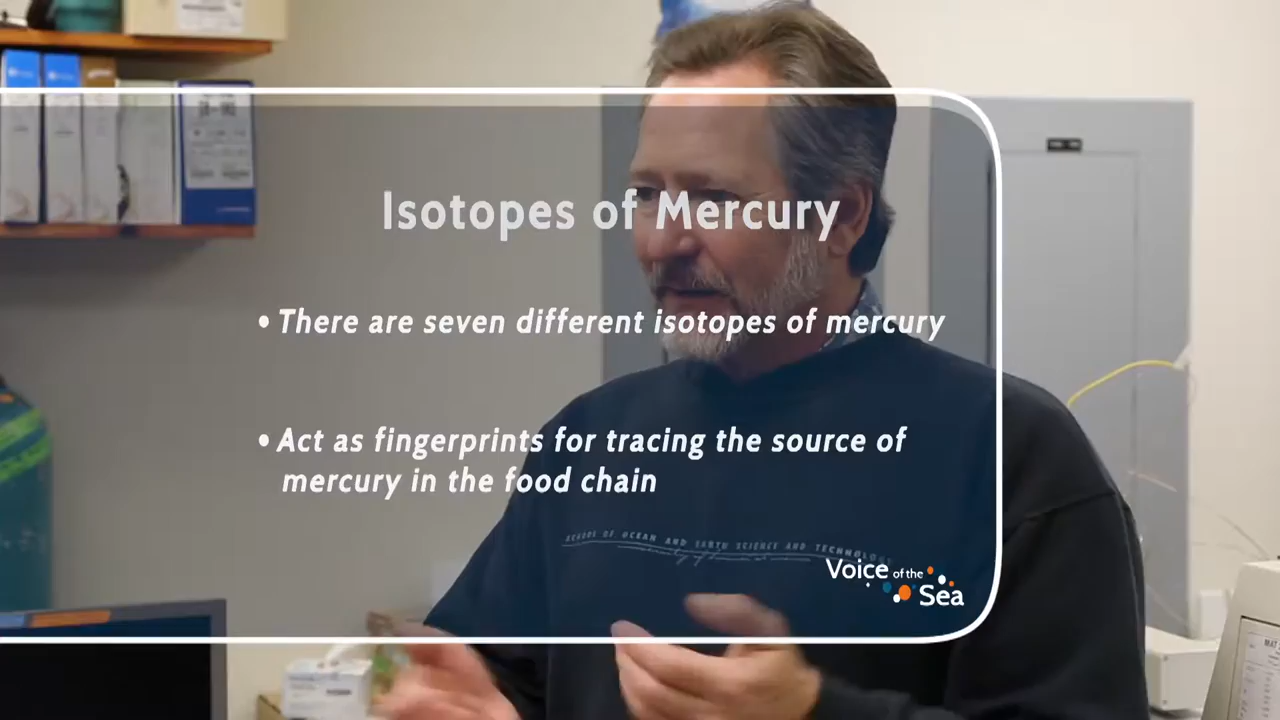 Isotopes of Mercury
• There are seven different isotopes of mercury
• Act as fingerprints for tracing the source of
mercury in the food chain
SCHOOL OF OCEAN AND EARTH SCIENCE AND TECHNOLOGY
Voice of the
Sea